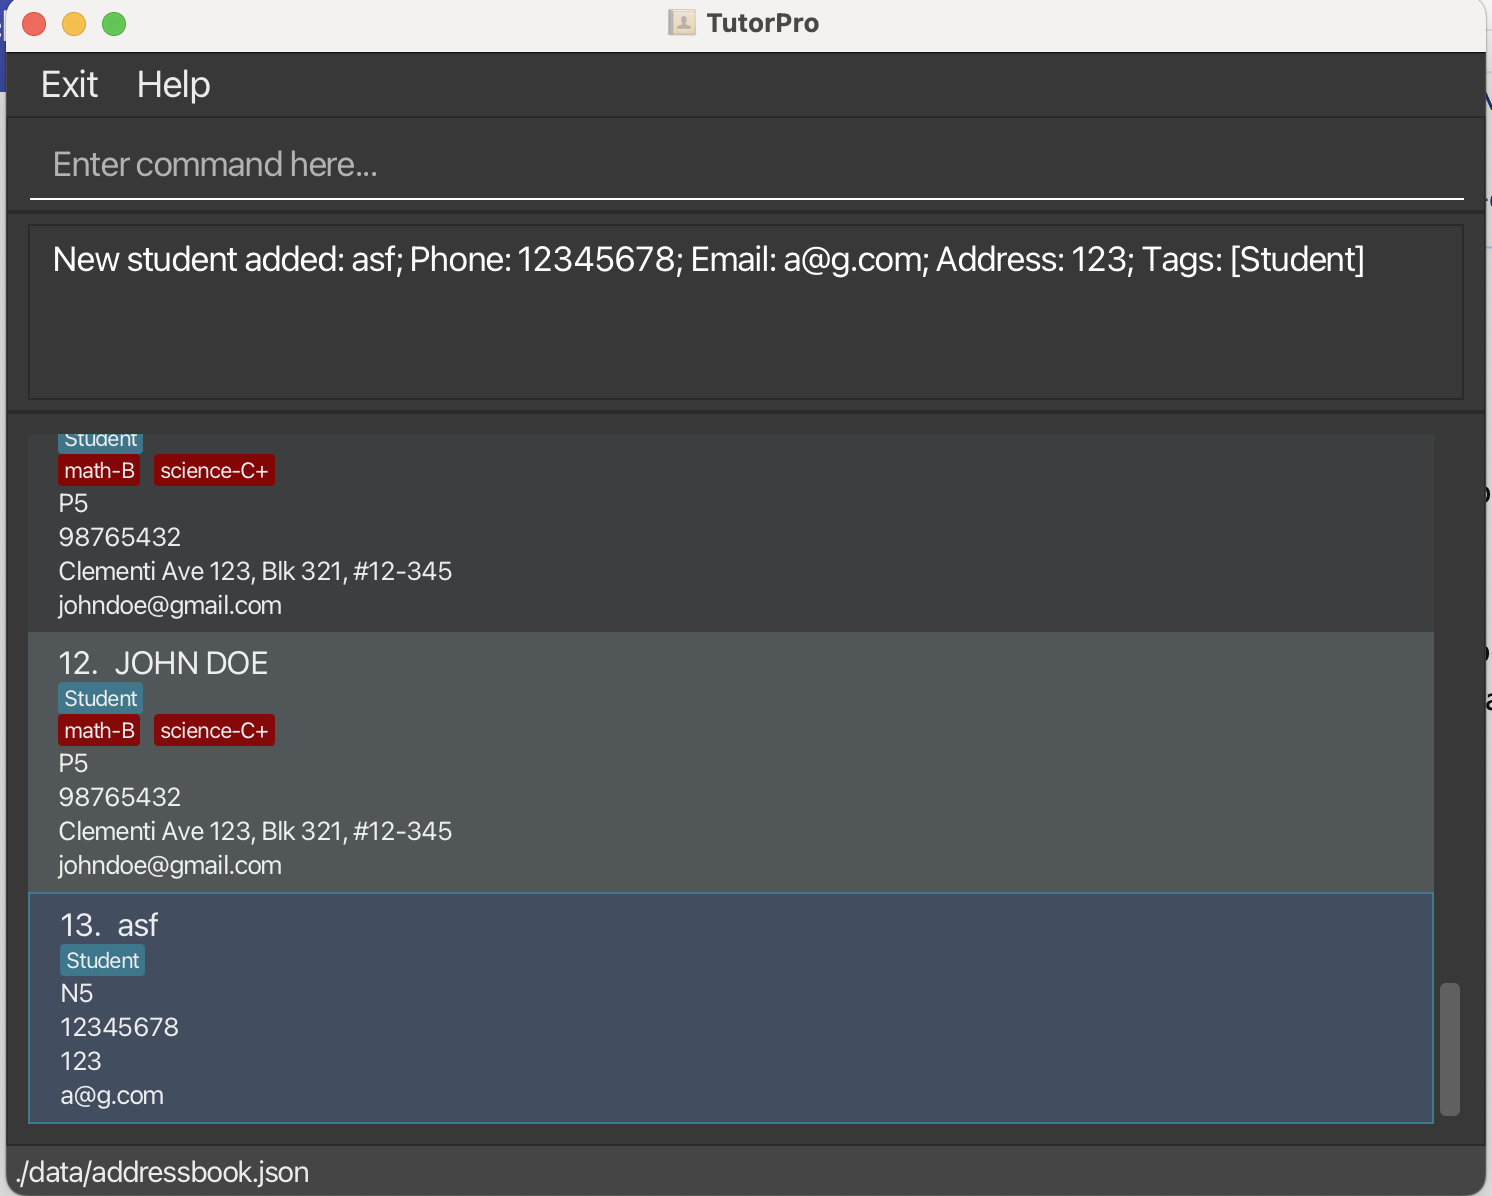 TutorPro
Exit Help
Enter command here...
New student added: asf; Phone: 12345678; Email: a@g.com; Address: 123; Tags: [Student]
Student
math-B science-C+
P5
98765432
Clementi Ave 123, Blk 321, #12-345
johndoe@gmail.com
12. JOHN DOE
Student
math-B science-C+
P5
98765432
Clementi Ave 123, Blk 321, #12-345
johndoe@gmail.com
13. asf
Student
N5
12345678
123
a@g.com
./data/addressbook.json